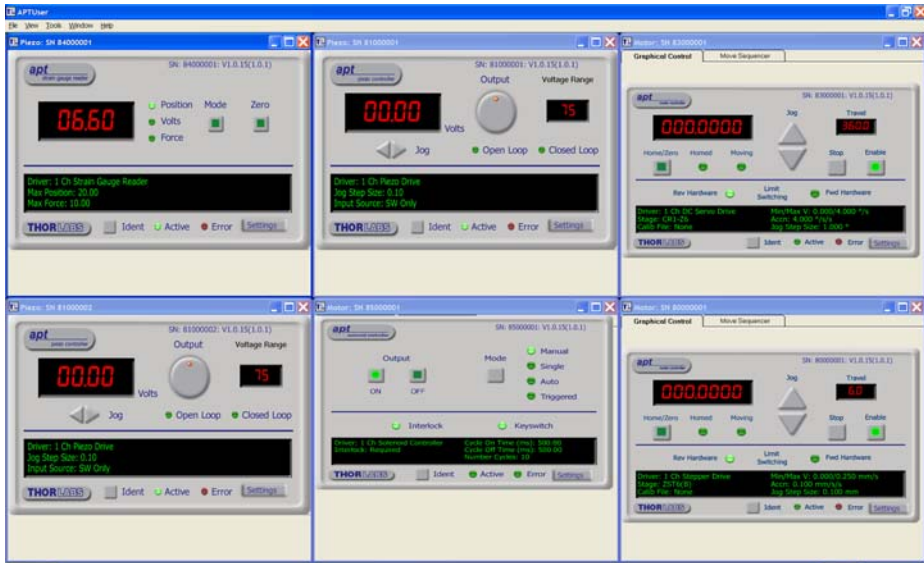 APTUser
File View Tools Window Help
Piezo: SN 84000001
apt
strain gauge reader
SN: 84000001: V1.0.15(1.0.1)
06.60
Position
Volts
Force
Mode
Zero
Driver: 1 Ch Strain Gauge Reader
Max Position: 20.00
Max Force: 10.00
THORLABS
Ident
Active
Error
Settings
Piezo: SN 81000001
apt
piezo controller
SN: 81000001: V1.0.15(1.0.1)
Output
Voltage Range
00.00
Volts
75
Jog
Open Loop
Closed Loop
Driver: 1 Ch Piezo Drive
Jog Step Size: 0.10
Input Source: SW Only
THORLABS
Ident
Active
Error
Settings
Motor: SN 83000001
Graphical Control
Move Sequencer
apt
SN: 83000001: V1.0.15(1.0.1)
000.0000
Jog
Travel
360.0
Home/Zero
Homed
Moving
Stop
Enable
Rev Hardware
Limit Switching
Fwd Hardware
Driver: 1 Ch DC Servo Drive
Stage: CR1-Z6
Calib File: None
Min/Max V: 0.000/4.000 °/s
Accn: 4.000 °/s/s
Jog Step Size: 1.000 °
THORLABS
Ident
Active
Error
Settings
Piezo: SN 81000002
apt
piezo controller
SN: 81000002: V1.0.15(1.0.1)
Output
Voltage Range
00.00
Volts
75
Jog
Open Loop
Closed Loop
Driver: 1 Ch Piezo Drive
Jog Step Size: 0.10
Input Source: SW Only
THORLABS
Ident
Active
Error
Settings
Motor: SN 85000001
apt
solenoid controller
SN: 85000001: V1.0.15(1.0.1)
Output
ON
OFF
Mode
Manual
Single
Auto
Triggered
Interlock
Keyswitch
Driver: 1 Ch Solenoid Controller
Interlock: Required
Cycle On Time (ms): 500.00
Cycle Off Time (ms): 500.00
Number Cycles: 10
THORLABS
Ident
Active
Error
Settings
Motor: SN 80000001
Graphical Control
Move Sequencer
apt
SN: 80000001: V1.0.15(1.0.1)
000.0000
Jog
Travel
6.0
Home/Zero
Homed
Moving
Stop
Enable
Rev Hardware
Limit Switching
Fwd Hardware
Driver: 1 Ch Stepper Drive
Stage: ZST6(B)
Calib File: None
Min/Max V: 0.000/0.250 mm/s
Accn: 0.100 mm/s/s
Jog Step Size: 0.100 mm
THORLABS
Ident
Active
Error
Settings